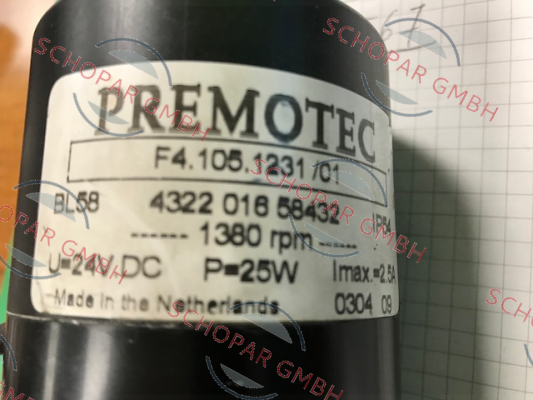 PREMOTEC
F4.105.1231/01
BL58 4322 016 58432 IP54
------ 1380 rpm ------
U=24V DC P=25W Imax.=2.5A
Made in the Netherlands 0304 09
SCHOPAR GMBH
SCHOPAR GMBH
SCHOPAR GMBH
SCHOPAR GMBH
SCHOPAR GMBH
SCHOPAR GMBH